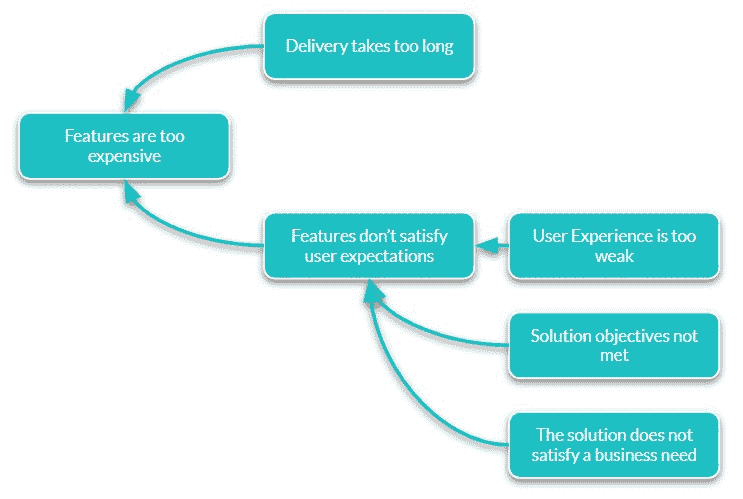 Delivery takes too long
Features are too
expensive
Features don't satisfy
user expectations
User Experience is too
weak
Solution objectives not
met
The solution does not
satisfy a business need